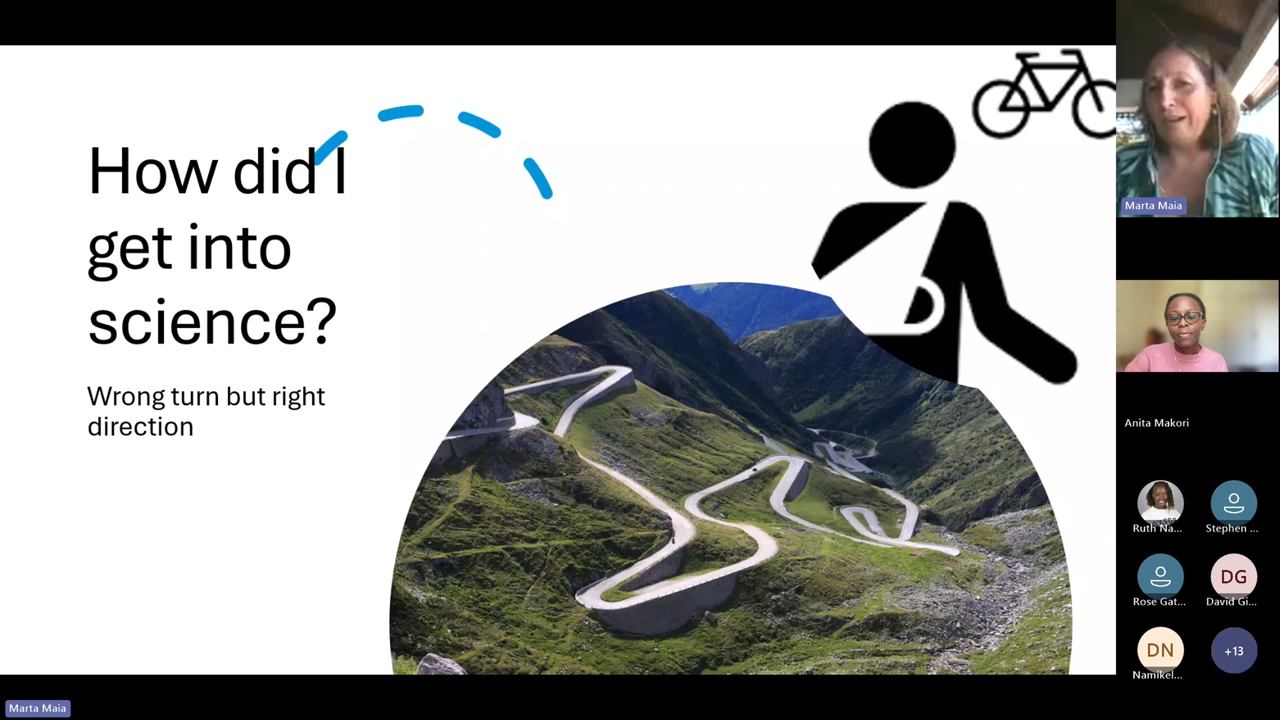 How did I
get into
science?
Wrong turn but right
direction
Marta Maia
Anita Makori
Ruth Na...
Stephen ...
Rose Gat...
David Gi...
DG
Namikel...
DN
+13
Marta Maia